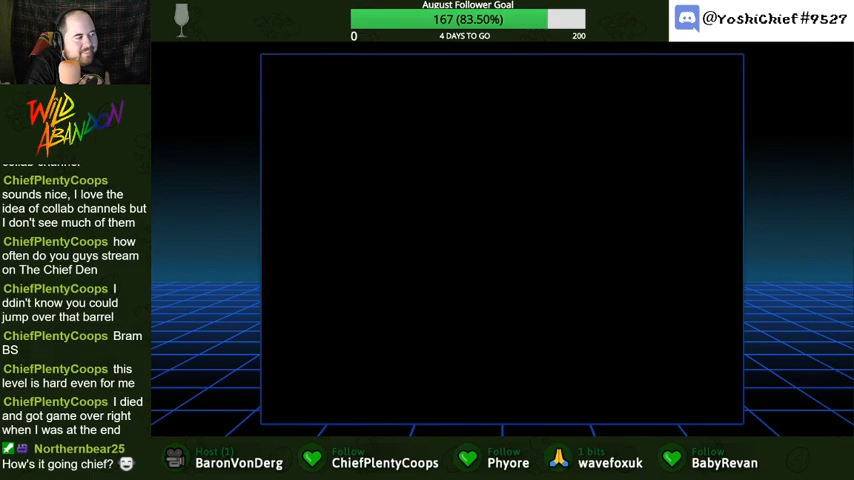 August Follower Goal
167 (83.50%)
0
4 DAYS TO GO
200
@YoshiChief#9527
WILD
ABANDON
ChiefPlentyCoops
sounds nice, I love the
idea of collab channels but
I don't see much of them
ChiefPlentyCoops how
often do you guys stream
on The Chief Den
ChiefPlentyCoops I
ddin't know you could
jump over that barrel
ChiefPlentyCoops Bram
BS
ChiefPlentyCoops this
level is hard even for me
ChiefPlentyCoops I died
and got game over right
when I was at the end
Northernbear25
How's it going chief?
Host (1)
BaronVonDerg
Follow
ChiefPlentyCoops
Follow
Phyore
1 bits
wavefoxuk
Follow
BabyRevan